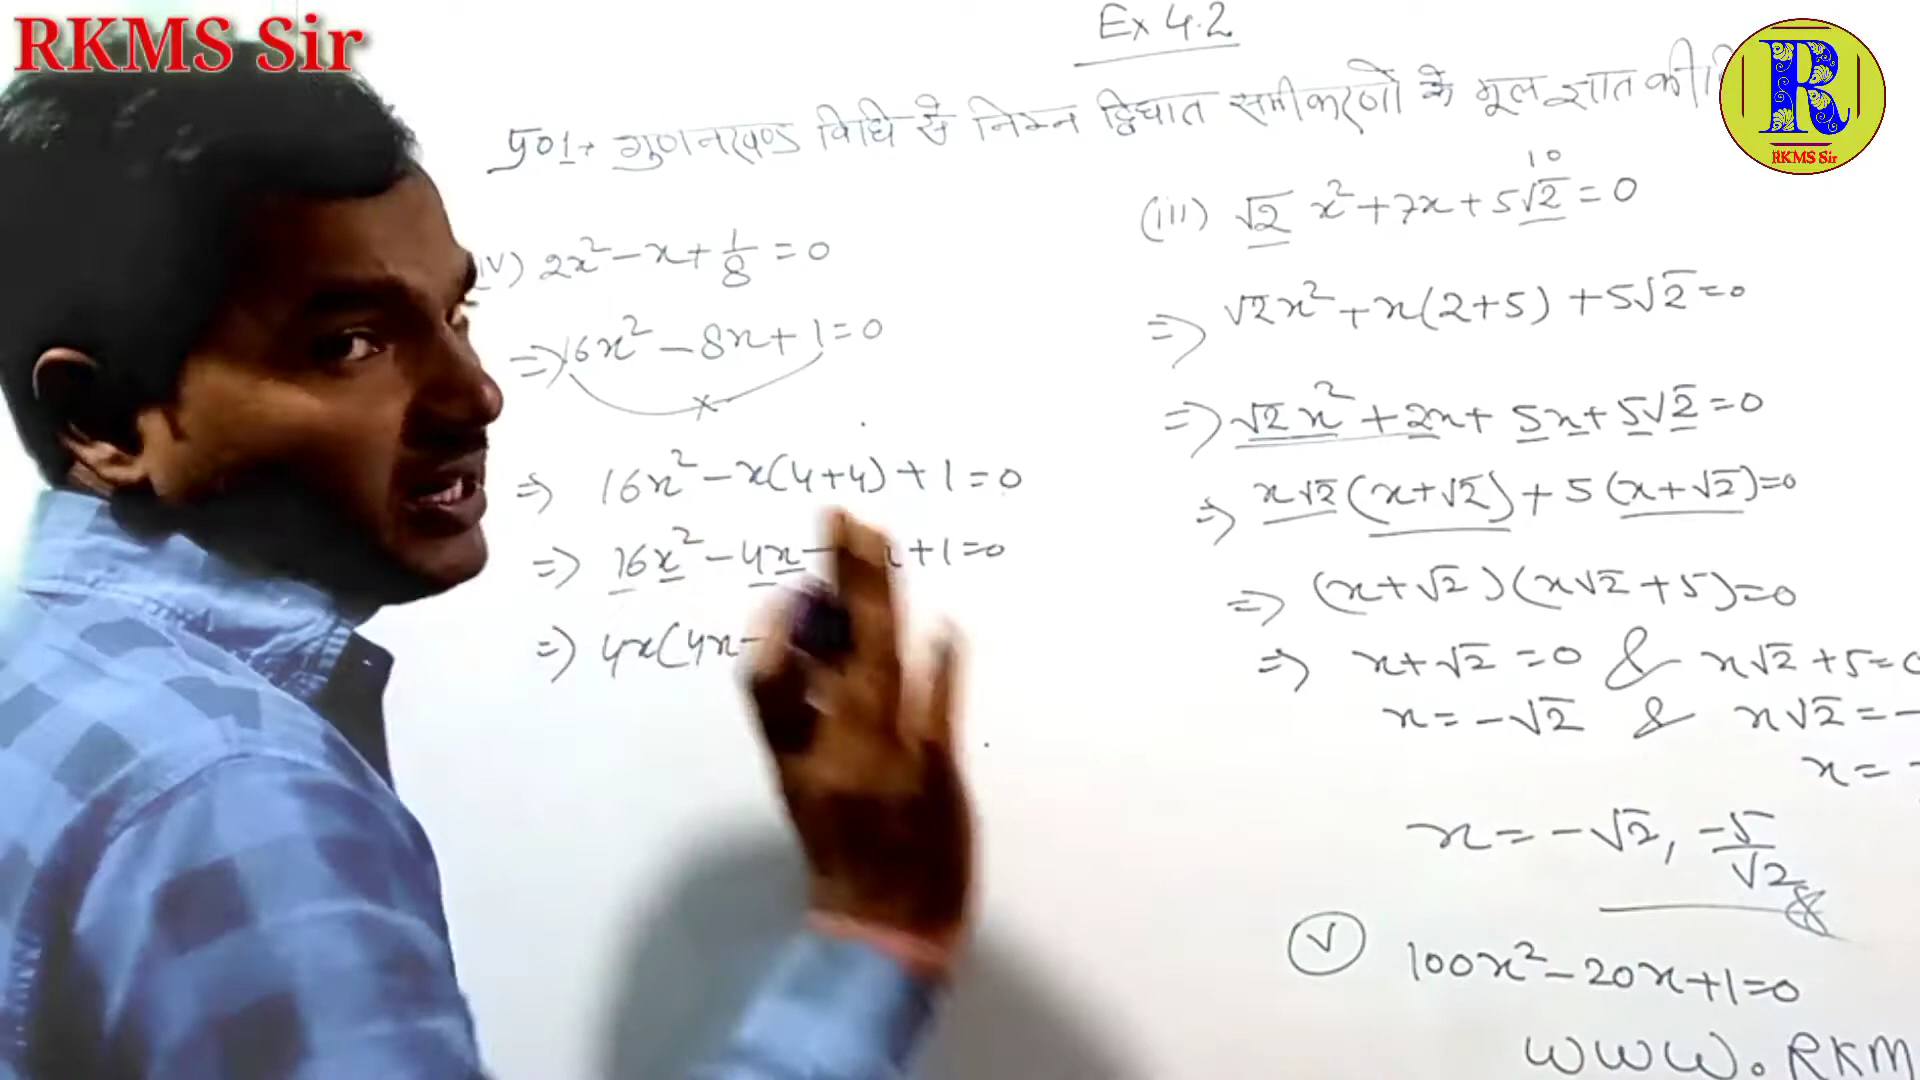 RKMS Sir
Ex 4.2
R
RKMS Sir
प्र01→ गुणनखण्ड विधि से निम्न द्विघात समीकरणों के मूल ज्ञात की
(iii) √2 x² + 7x + 5√2 = 0
10
⇒ √2x² + x(2+5) + 5√2 = 0
⇒ √2x² + 2x + 5x + 5√2 = 0
⇒ x√2(x+√2) + 5(x+√2) = 0
⇒ (x+√2)(x√2+5) = 0
⇒ x+√2 = 0 & x√2+5 = 0
x = -√2 & x√2 = -
x = -
x = -√2, -5/√2
iv) 2x² - x + 1/8 = 0
⇒ 16x² - 8x + 1 = 0
x
⇒ 16x² - x(4+4) + 1 = 0
⇒ 16x² - 4x - x + 1 = 0
⇒ 4x(4x -
(v) 100x² - 20x + 1 = 0
WWW.RKM